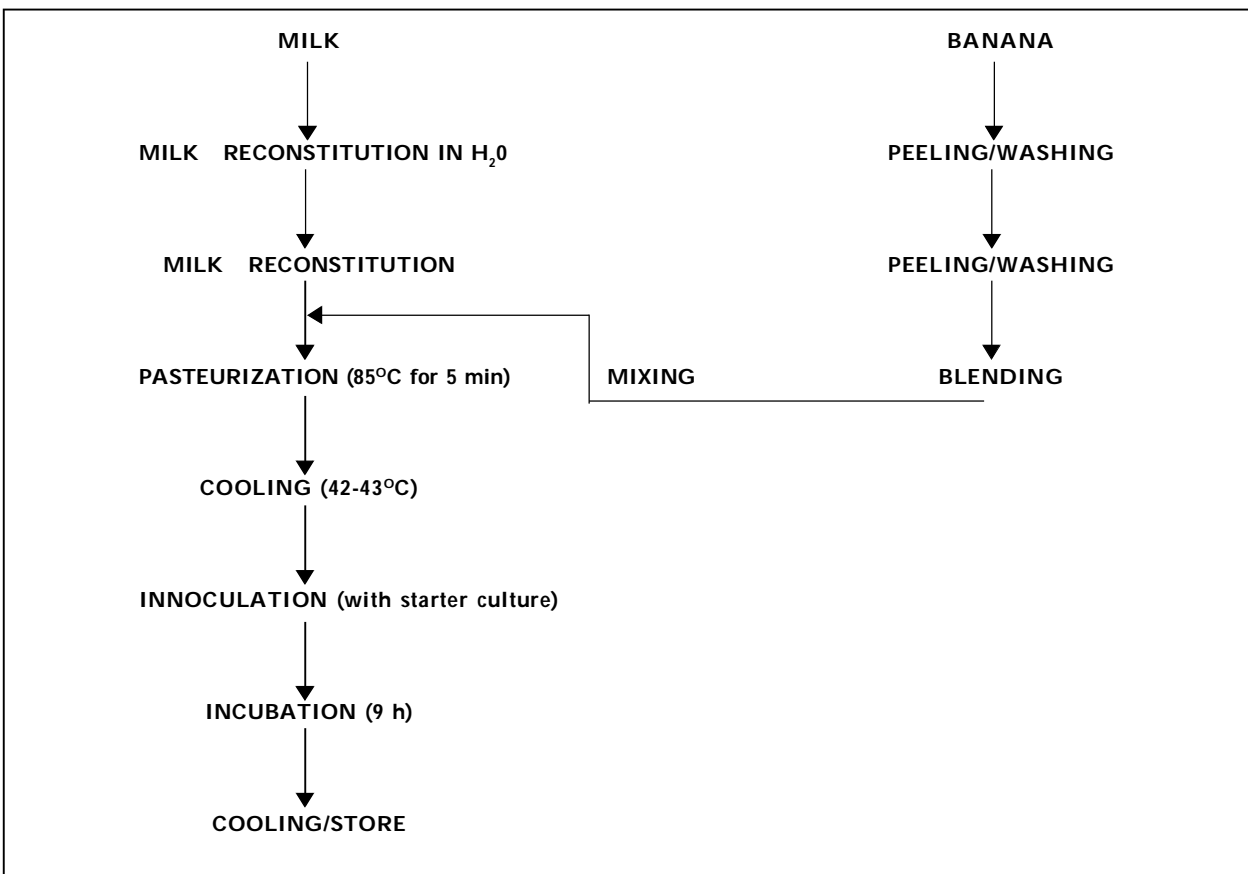 MILK
BANANA
MILK RECONSTITUTION IN H₂0
PEELING/WASHING
MILK RECONSTITUTION
PEELING/WASHING
PASTEURIZATION (85ᴼC for 5 min)
MIXING
BLENDING
COOLING (42-43ᴼC)
INNOCULATION (with starter culture)
INCUBATION (9 h)
COOLING/STORE